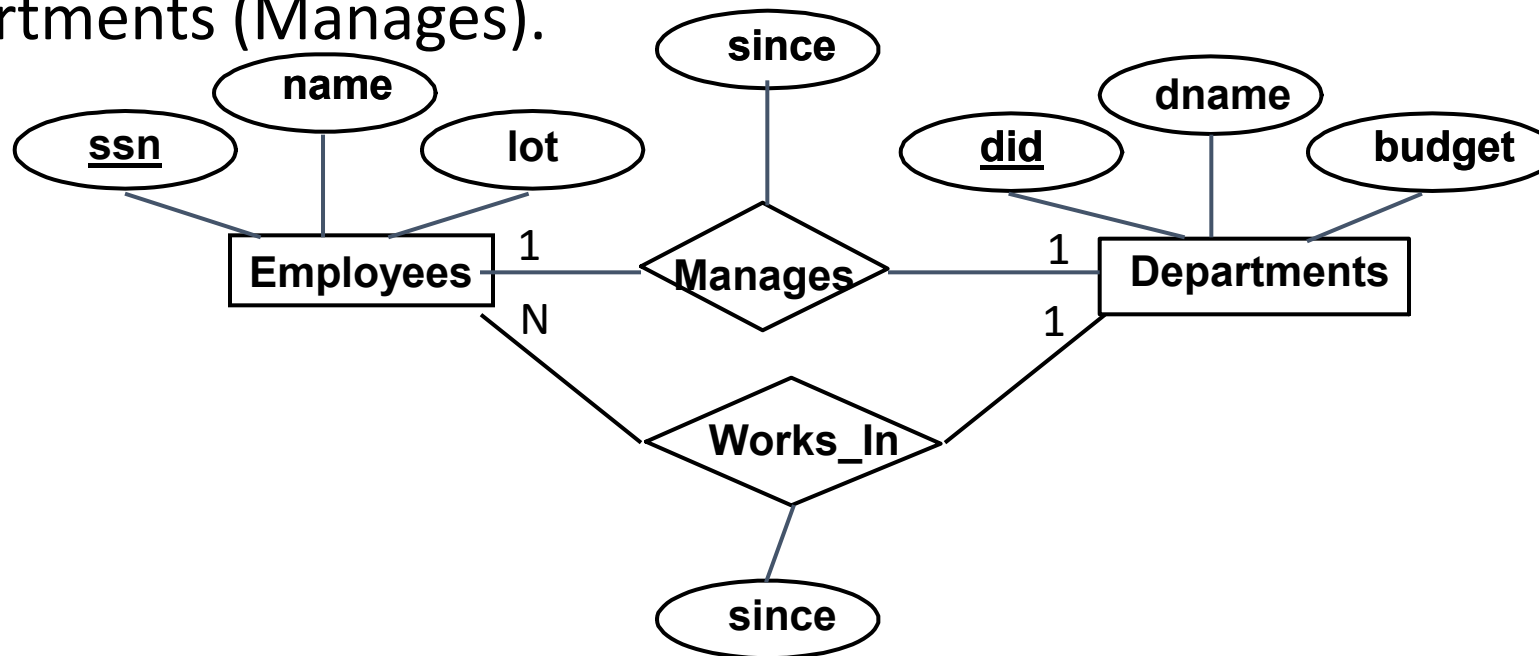 rtments (Manages).
since
name
dname
ssn
lot
did
budget
1
1
Employees
Manages
Departments
N
1
Works_In
since